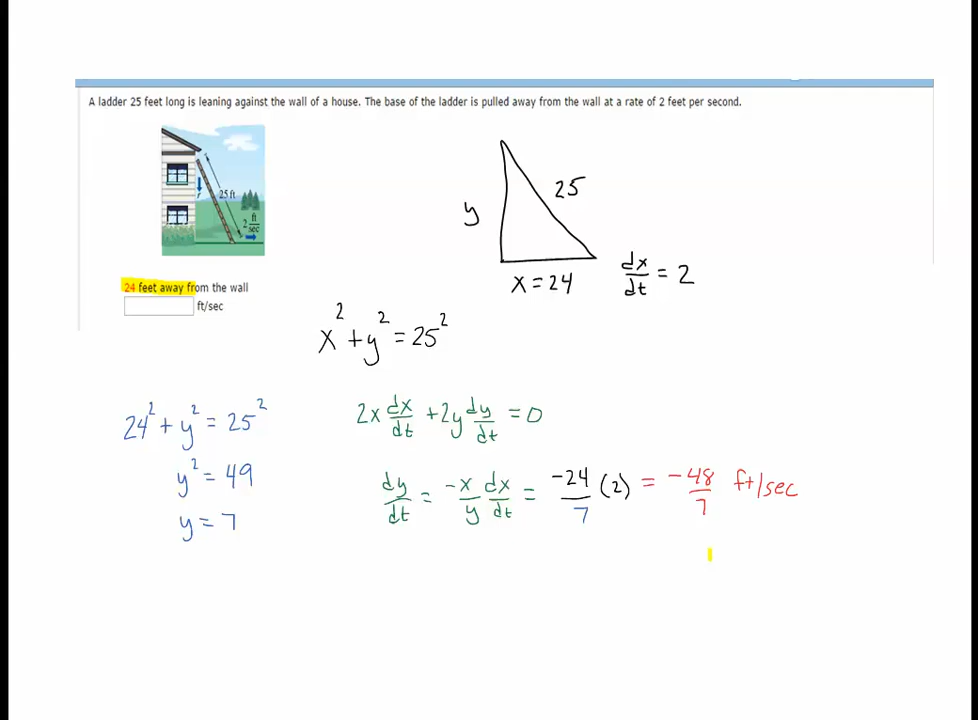 A ladder 25 feet long is leaning against the wall of a house. The base of the ladder is pulled away from the wall at a rate of 2 feet per second.
25 ft
2 ft/sec
y
25
x = 24
dx/dt = 2
24 feet away from the wall
ft/sec
x² + y² = 25²
24² + y² = 25²
y² = 49
y = 7
2x dx/dt + 2y dy/dt = 0
dy/dt = -x/y dx/dt = -24/7 (2) = -48/7 ft/sec